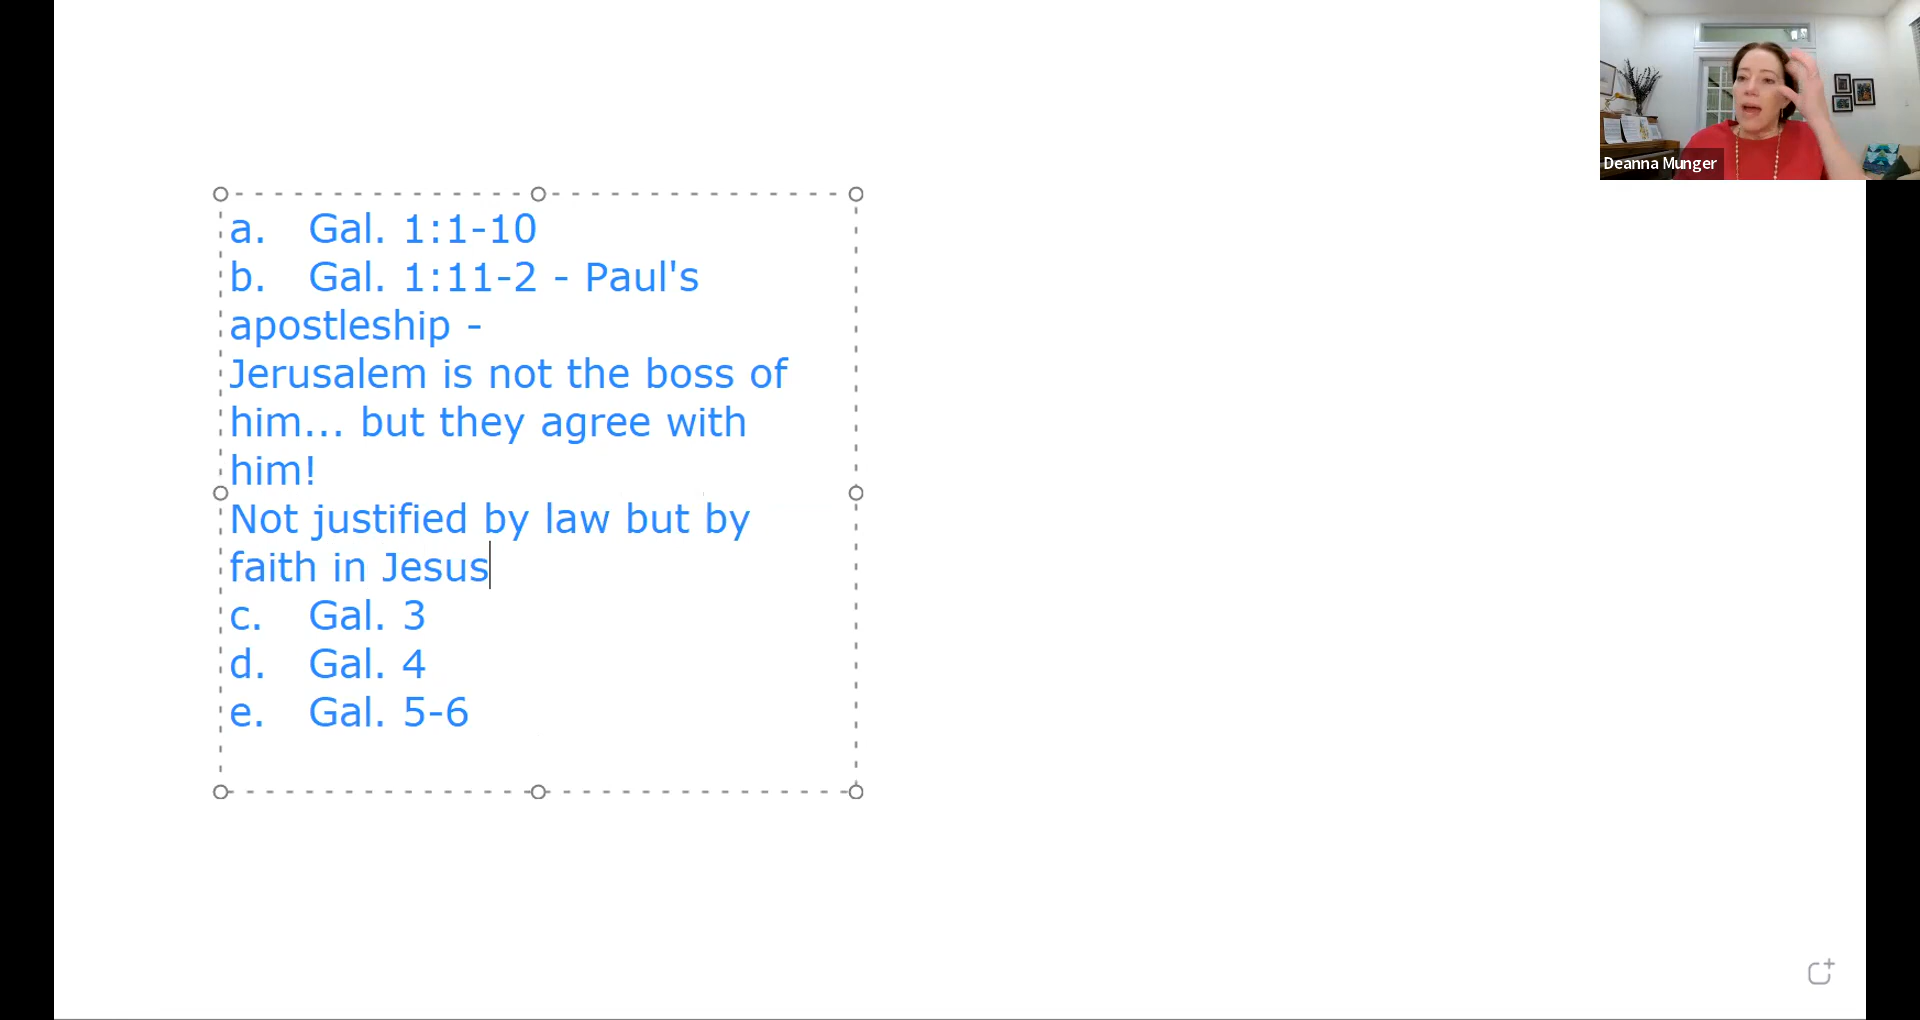 Deanna Munger
a. Gal. 1:1-10
b. Gal. 1:11-2 - Paul's
apostleship -
Jerusalem is not the boss of
him... but they agree with
him!
Not justified by law but by
faith in Jesus
c. Gal. 3
d. Gal. 4
e. Gal. 5-6